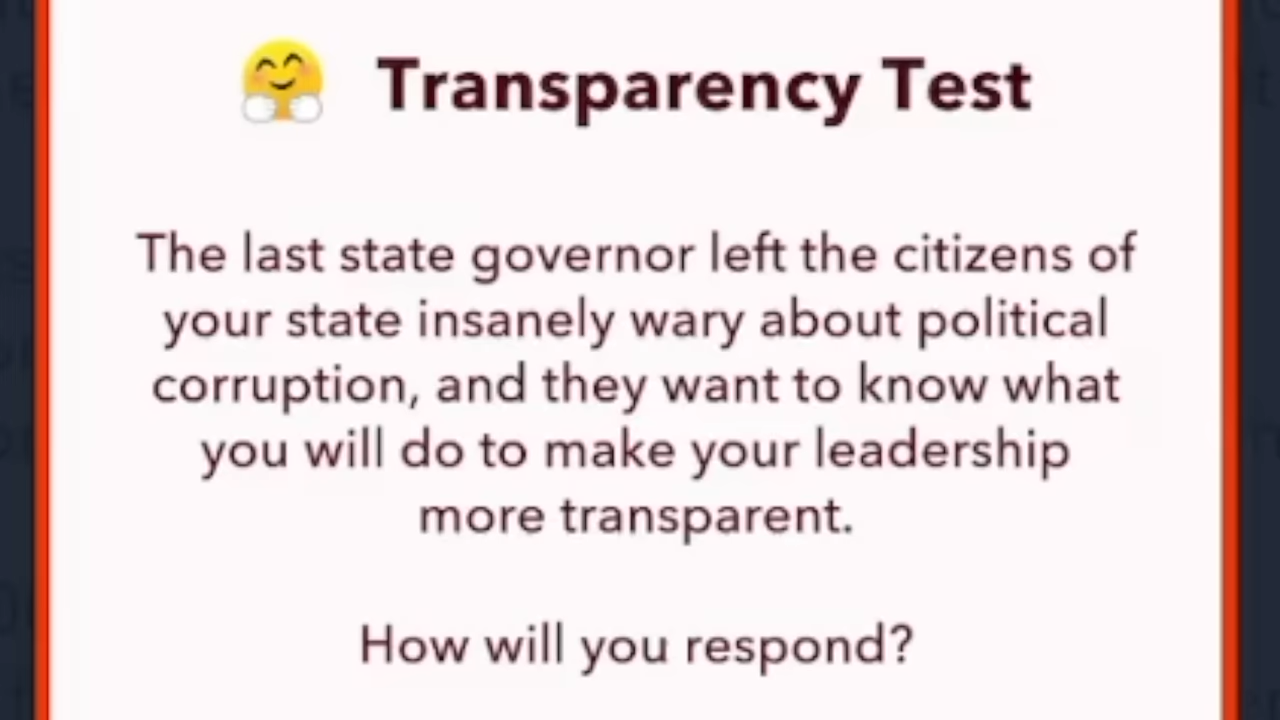 Transparency Test
The last state governor left the citizens of
your state insanely wary about political
corruption, and they want to know what
you will do to make your leadership
more transparent.
How will you respond?